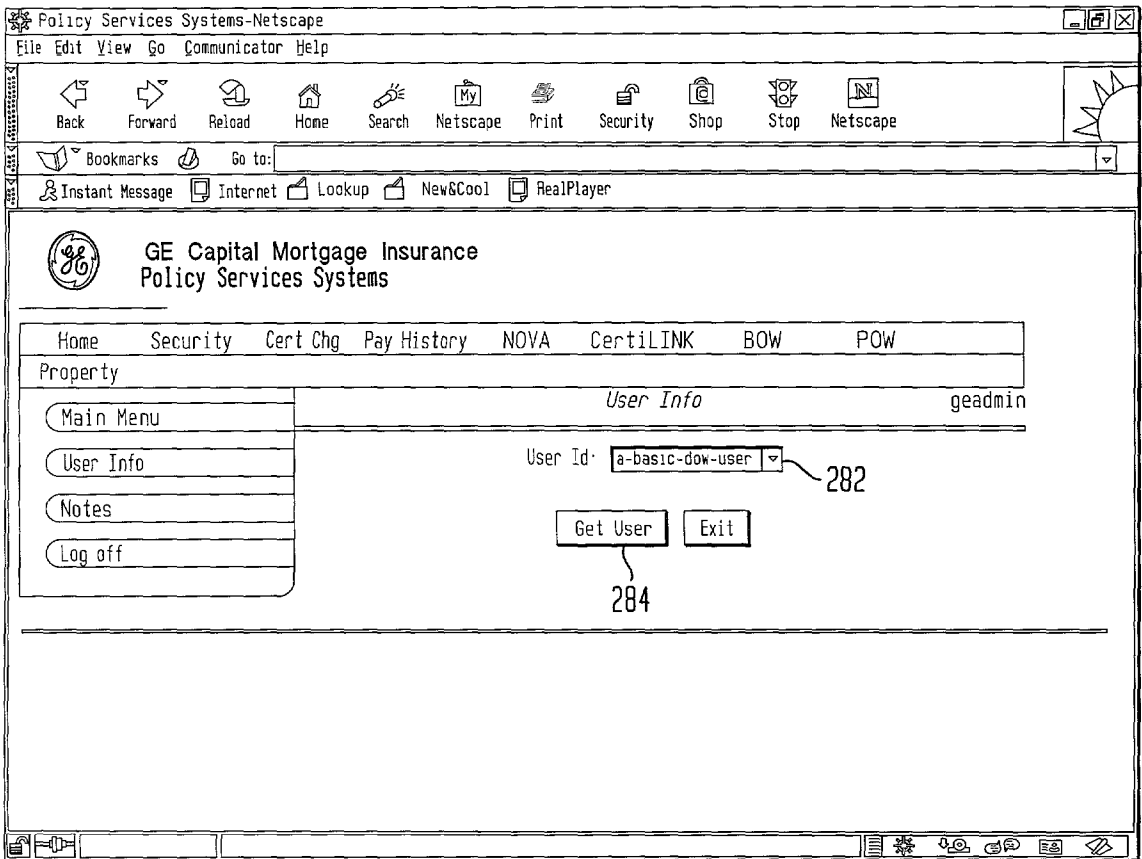 Policy Services Systems-Netscape
File Edit View Go Communicator Help
Back Forward Reload Home Search Netscape Print Security Shop Stop Netscape
My
N
Bookmarks Go to:
Instant Message Internet Lookup New&Cool RealPlayer
GE
GE Capital Mortgage Insurance
Policy Services Systems
Home Security Cert Chg Pay History NOVA CertiLINK BOW POW
Property
User Info geadmin
Main Menu
User Info
Notes
Log off
User Id: a-basic-dow-user
282
Get User Exit
284